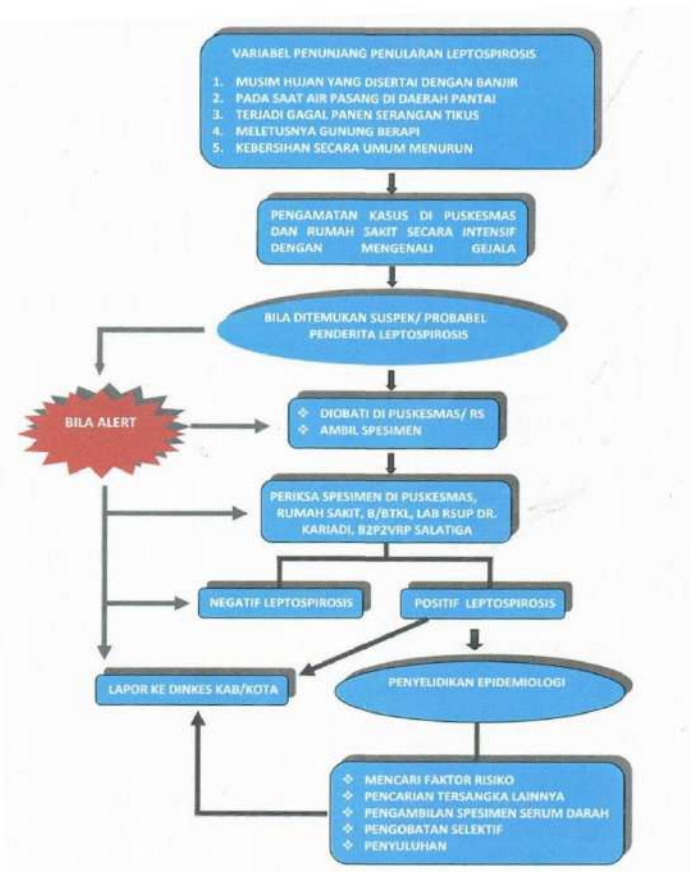 VARIABEL PENUNJANG PENULARAN LEPTOSPIROSIS
1. MUSIM HUJAN YANG DISERTAI DENGAN BANJIR
2. PADA SAAT AIR PASANG DI DAERAH PANTAI
3. TERJADI GAGAL PANEN SERANGAN TIKUS
4. MELETUSNYA GUNUNG BERAPI
5. KEBERSIHAN SECARA UMUM MENURUN
PENGAMATAN KASUS DI PUSKESMAS
DAN RUMAH SAKIT SECARA INTENSIF
DENGAN MENGENALI GEJALA
BILA DITEMUKAN SUSPEK/ PROBABEL
PENDERITA LEPTOSPIROSIS
BILA ALERT
❖ DIOBATI DI PUSKESMAS/ RS
❖ AMBIL SPESIMEN
PERIKSA SPESIMEN DI PUSKESMAS,
RUMAH SAKIT, B/BTKL, LAB RSUP DR.
KARIADI, B2P2VRP SALATIGA
NEGATIF LEPTOSPIROSIS
POSITIF LEPTOSPIROSIS
LAPOR KE DINKES KAB/KOTA
PENYELIDIKAN EPIDEMIOLOGI
❖ MENCARI FAKTOR RISIKO
❖ PENCARIAN TERSANGKA LAINNYA
❖ PENGAMBILAN SPESIMEN SERUM DARAH
❖ PENGOBATAN SELEKTIF
❖ PENYULUHAN